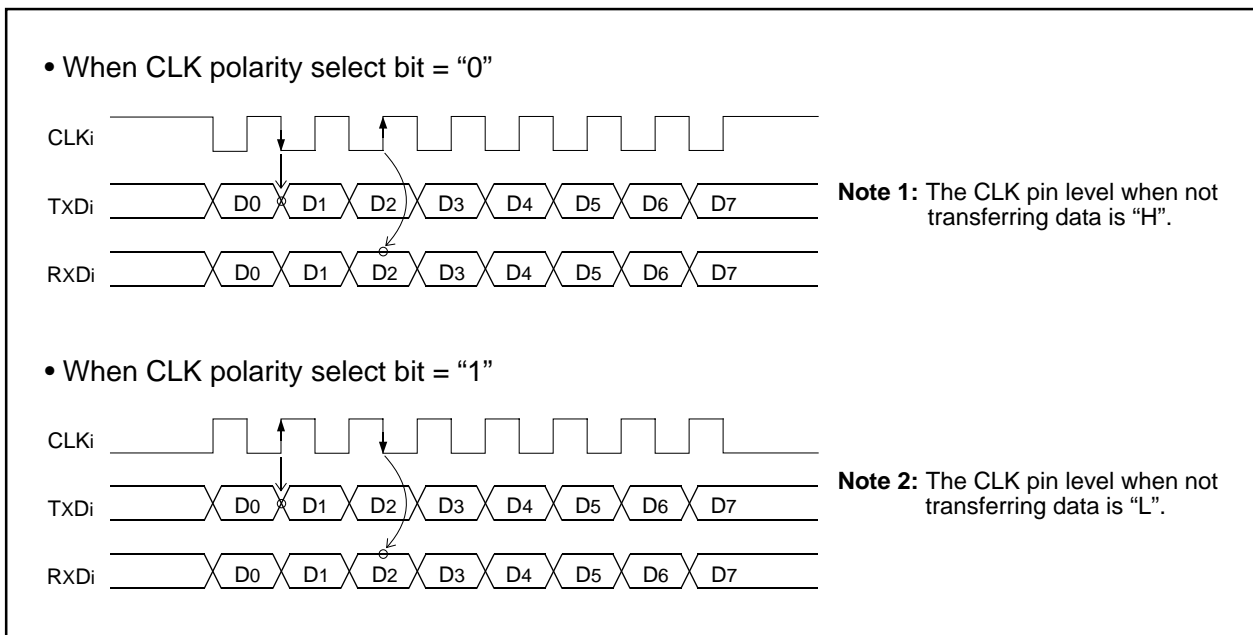 • When CLK polarity select bit = “0”
CLKi
TXDi D0 D1 D2 D3 D4 D5 D6 D7
RXDi D0 D1 D2 D3 D4 D5 D6 D7
Note 1: The CLK pin level when not
transferring data is “H”.
• When CLK polarity select bit = “1”
CLKi
TXDi D0 D1 D2 D3 D4 D5 D6 D7
RXDi D0 D1 D2 D3 D4 D5 D6 D7
Note 2: The CLK pin level when not
transferring data is “L”.